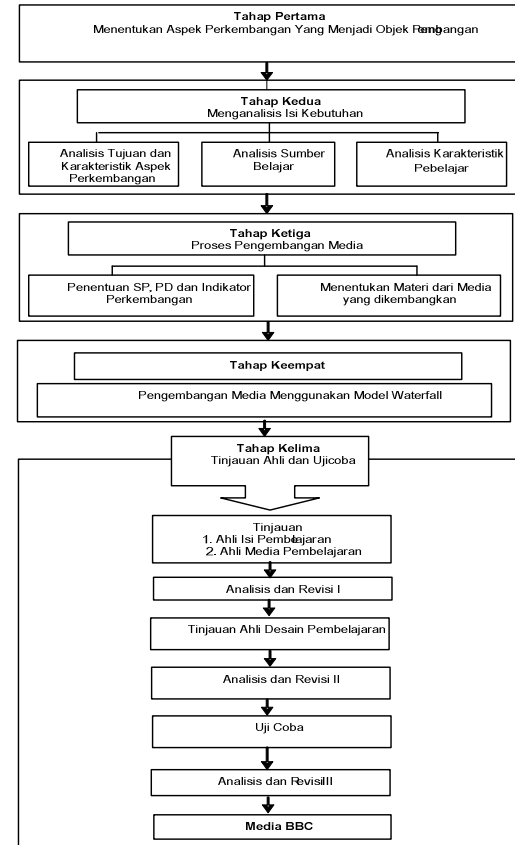 Tahap Pertama
Menentukan Aspek Perkembangan Yang Menjadi Objek Pengembangan
Tahap Kedua
Menganalisis Isi Kebutuhan
Analisis Tujuan dan
Karakteristik Aspek
Perkembangan
Analisis Sumber
Belajar
Analisis Karakteristik
Pebelajar
Tahap Ketiga
Proses Pengembangan Media
Penentuan SP, PD dan Indikator
Perkembangan
Menentukan Materi dari Media
yang dikembangkan
Tahap Keempat
Pengembangan Media Menggunakan Model Waterfall
Tahap Kelima
Tinjauan Ahli dan Ujicoba
Tinjauan
1. Ahli Isi Pembelajaran
2. Ahli Media Pembelajaran
Analisis dan Revisi I
Tinjauan Ahli Desain Pembelajaran
Analisis dan Revisi II
Uji Coba
Analisis dan RevisiIII
Media BBC